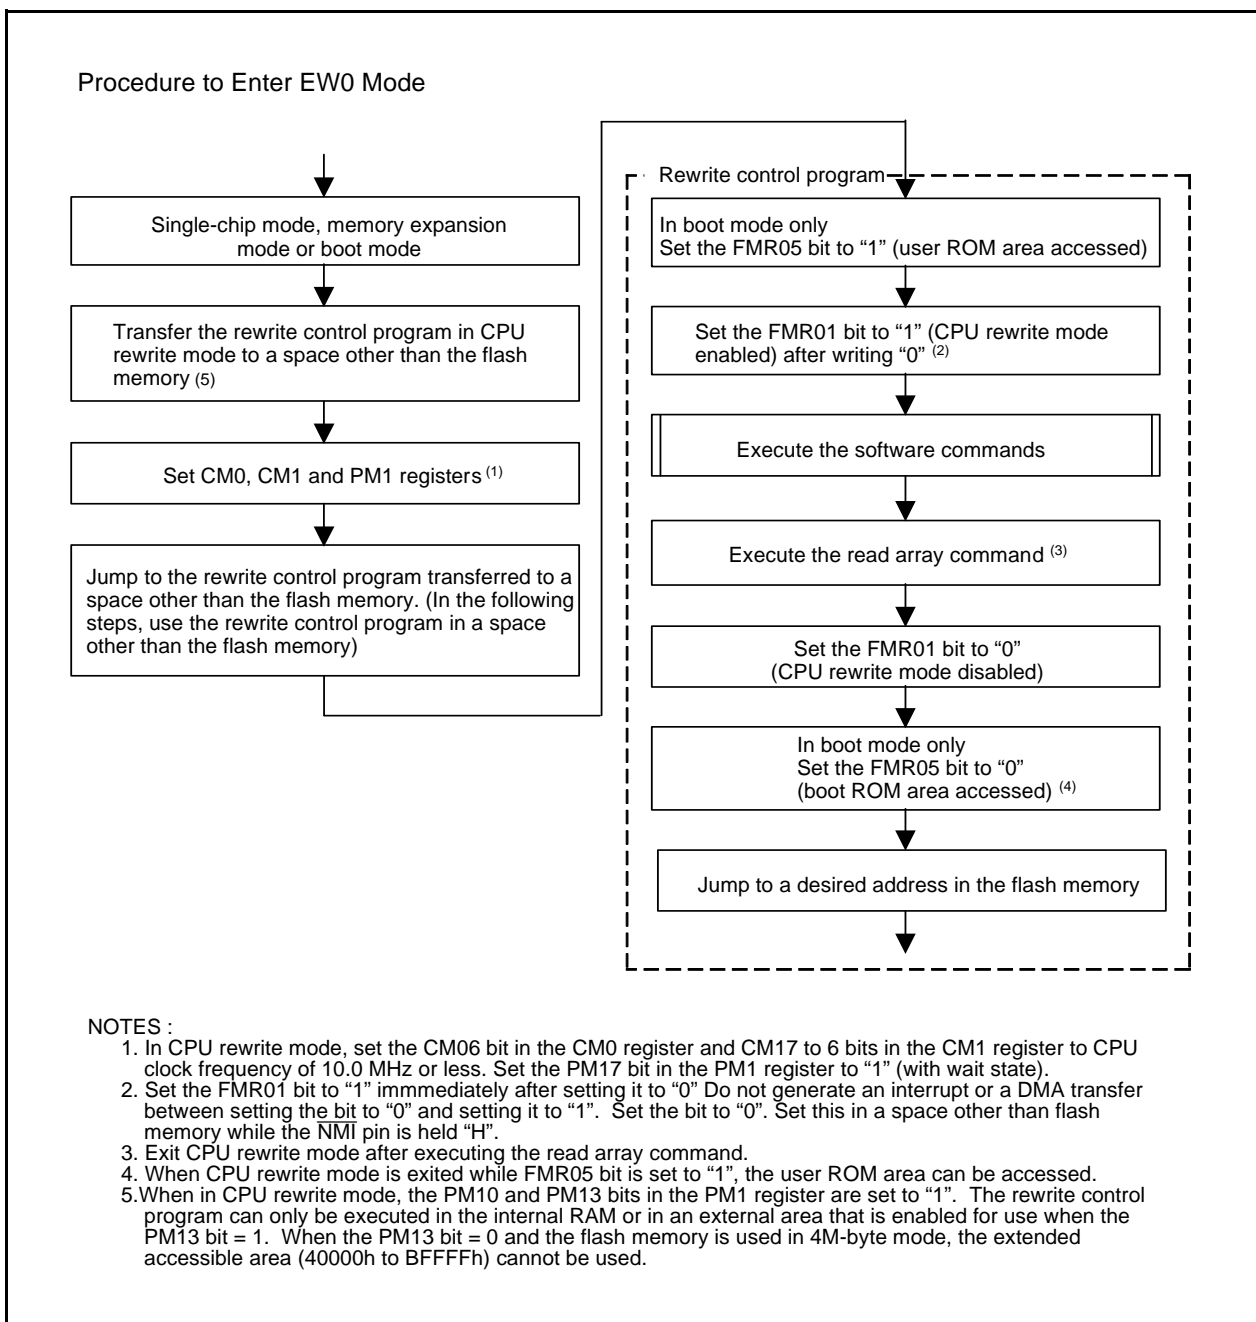 Procedure to Enter EW0 Mode
Single-chip mode, memory expansion
mode or boot mode
Transfer the rewrite control program in CPU
rewrite mode to a space other than the flash
memory (5)
Set CM0, CM1 and PM1 registers (1)
Jump to the rewrite control program transferred to a
space other than the flash memory. (In the following
steps, use the rewrite control program in a space
other than the flash memory)
Rewrite control program
In boot mode only
Set the FMR05 bit to “1” (user ROM area accessed)
Set the FMR01 bit to “1” (CPU rewrite mode
enabled) after writing “0” (2)
Execute the software commands
Execute the read array command (3)
Set the FMR01 bit to “0”
(CPU rewrite mode disabled)
In boot mode only
Set the FMR05 bit to “0”
(boot ROM area accessed) (4)
Jump to a desired address in the flash memory
NOTES :
1. In CPU rewrite mode, set the CM06 bit in the CM0 register and CM17 to 6 bits in the CM1 register to CPU
clock frequency of 10.0 MHz or less. Set the PM17 bit in the PM1 register to “1” (with wait state).
2. Set the FMR01 bit to “1” immmediately after setting it to “0” Do not generate an interrupt or a DMA transfer
between setting the bit to “0” and setting it to “1”. Set the bit to “0”. Set this in a space other than flash
memory while the NMI pin is held “H”.
3. Exit CPU rewrite mode after executing the read array command.
4. When CPU rewrite mode is exited while FMR05 bit is set to “1”, the user ROM area can be accessed.
5.When in CPU rewrite mode, the PM10 and PM13 bits in the PM1 register are set to “1”. The rewrite control
program can only be executed in the internal RAM or in an external area that is enabled for use when the
PM13 bit = 1. When the PM13 bit = 0 and the flash memory is used in 4M-byte mode, the extended
accessible area (40000h to BFFFFh) cannot be used.